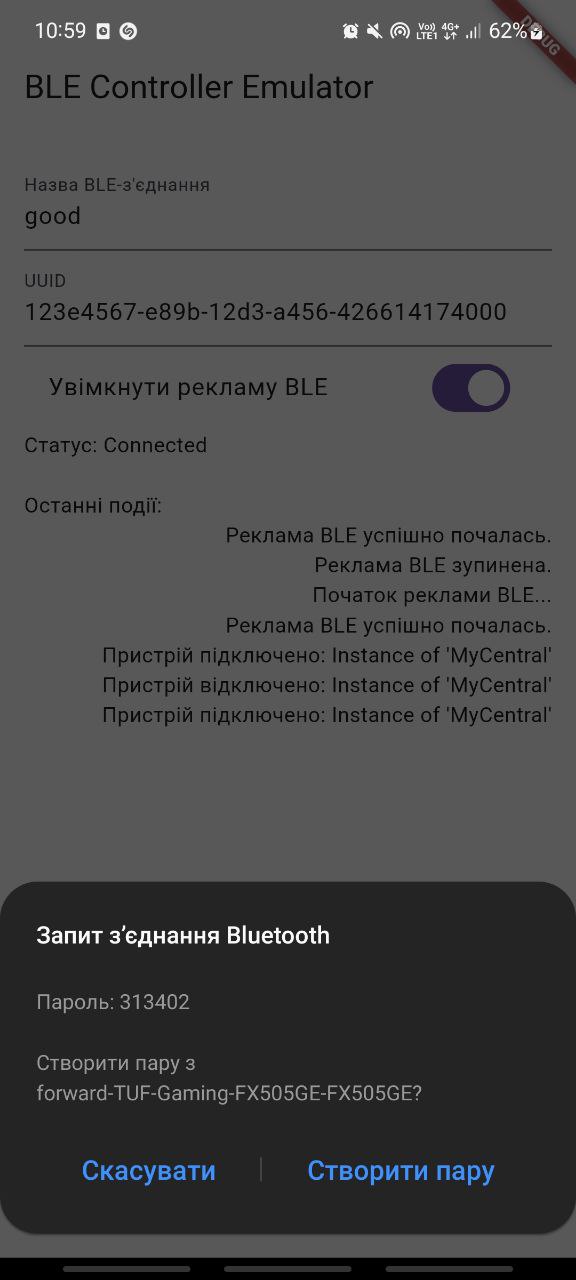 10:59
Vo))
LTE1
4G+
62%
DEBUG
BLE Controller Emulator
Назва BLE-з'єднання
good
UUID
123e4567-e89b-12d3-a456-426614174000
Увімкнути рекламу BLE
Статус: Connected
Останні події:
Реклама BLE успішно почалась.
Реклама BLE зупинена.
Початок реклами BLE...
Реклама BLE успішно почалась.
Пристрій підключено: Instance of 'MyCentral'
Пристрій відключено: Instance of 'MyCentral'
Пристрій підключено: Instance of 'MyCentral'
Запит з’єднання Bluetooth
Пароль: 313402
Створити пару з
forward-TUF-Gaming-FX505GE-FX505GE?
Скасувати
Створити пару